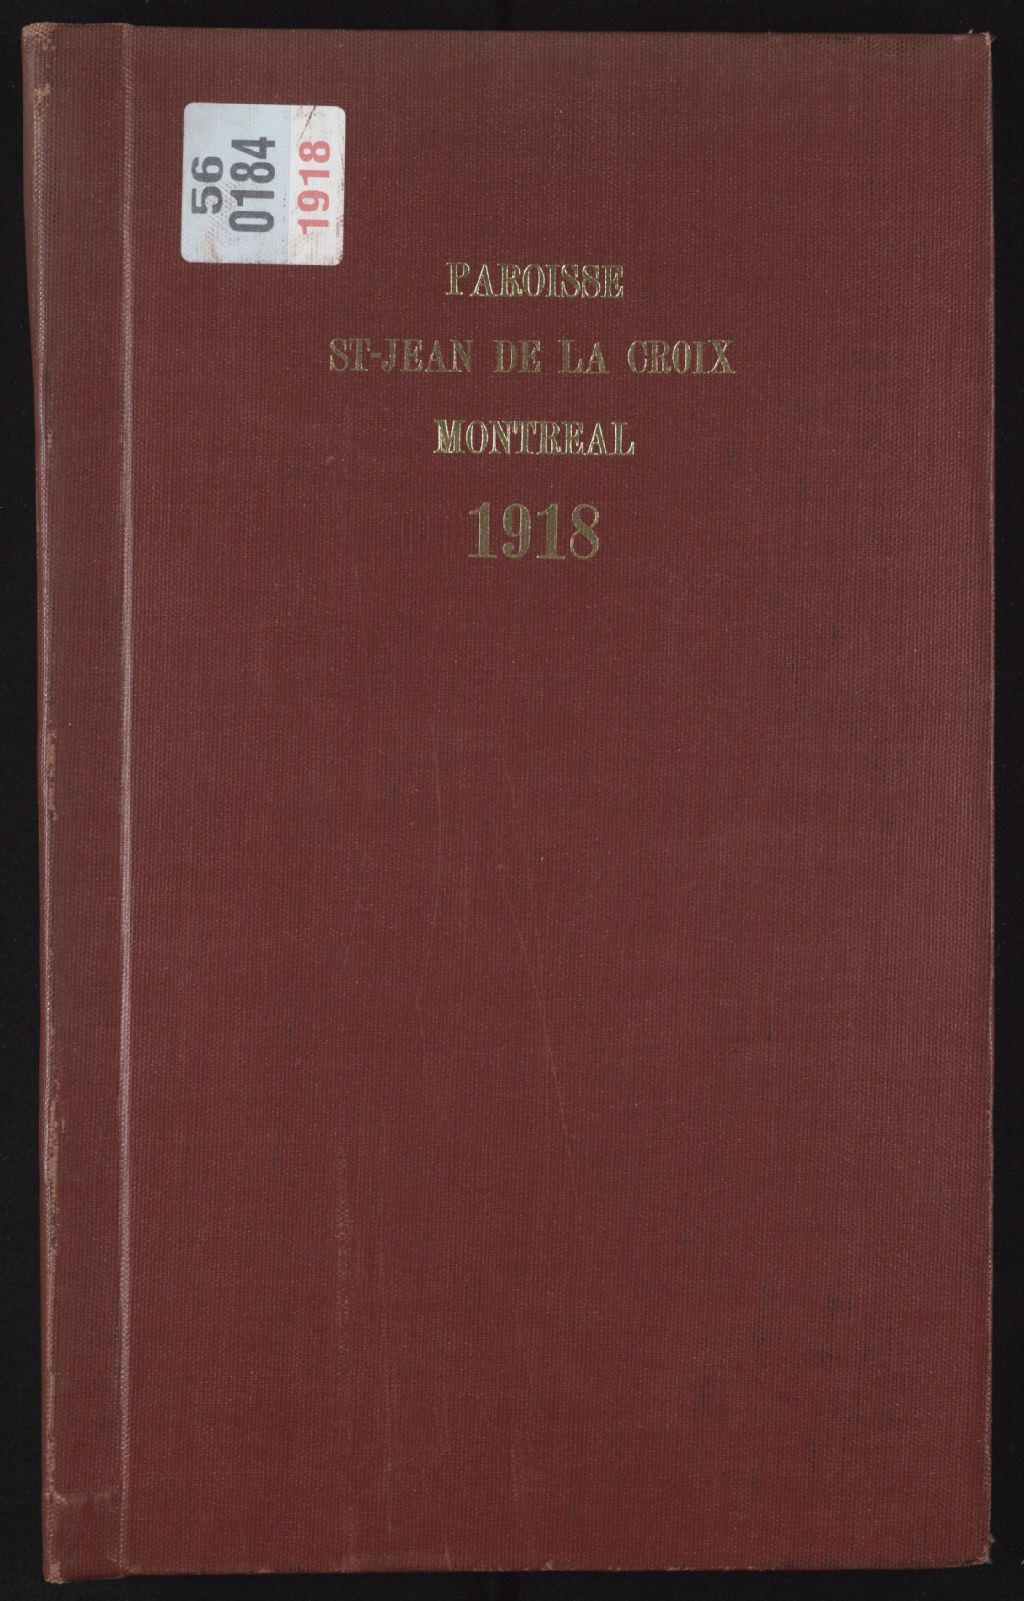 56
0184
1918
PAROISSE
ST-JEAN DE LA CROIX
MONTREAL
1918